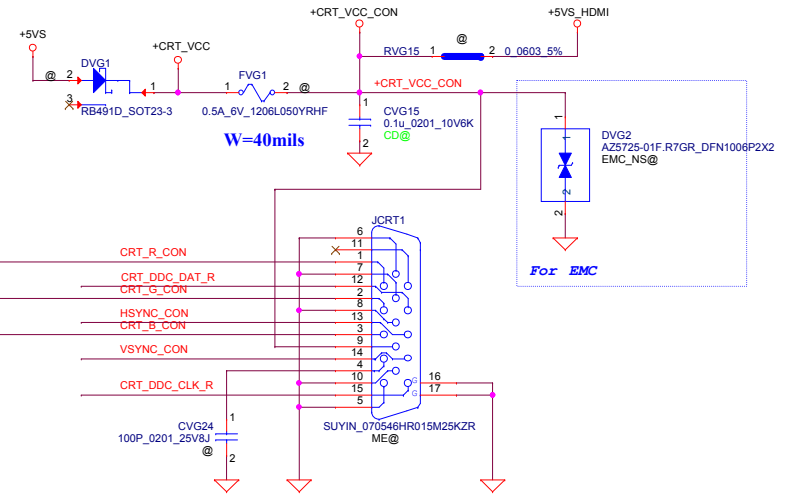 +CRT_VCC_CON
+5VS_HDMI
+5VS
@
RVG15 1 2 0_0603_5%
+CRT_VCC
DVG1
@ 2 1
3
RB491D_SOT23-3
FVG1
1 2 @
0.5A_6V_1206L050YRHF
W=40mils
+CRT_VCC_CON
1
CVG15
0.1u_0201_10V6K
CD@
2
1
1
DVG2
AZ5725-01F.R7GR_DFN1006P2X2
EMC_NS@
2
2
For EMC
JCRT1
6
11
CRT_R_CON 1
7
CRT_DDC_DAT_R 12
CRT_G_CON 2
8
HSYNC_CON 13
CRT_B_CON 3
9
VSYNC_CON 14
4
10
CRT_DDC_CLK_R 15
5
G 16
G 17
SUYIN_070546HR015M25KZR
ME@
1
CVG24
100P_0201_25V8J
@
2